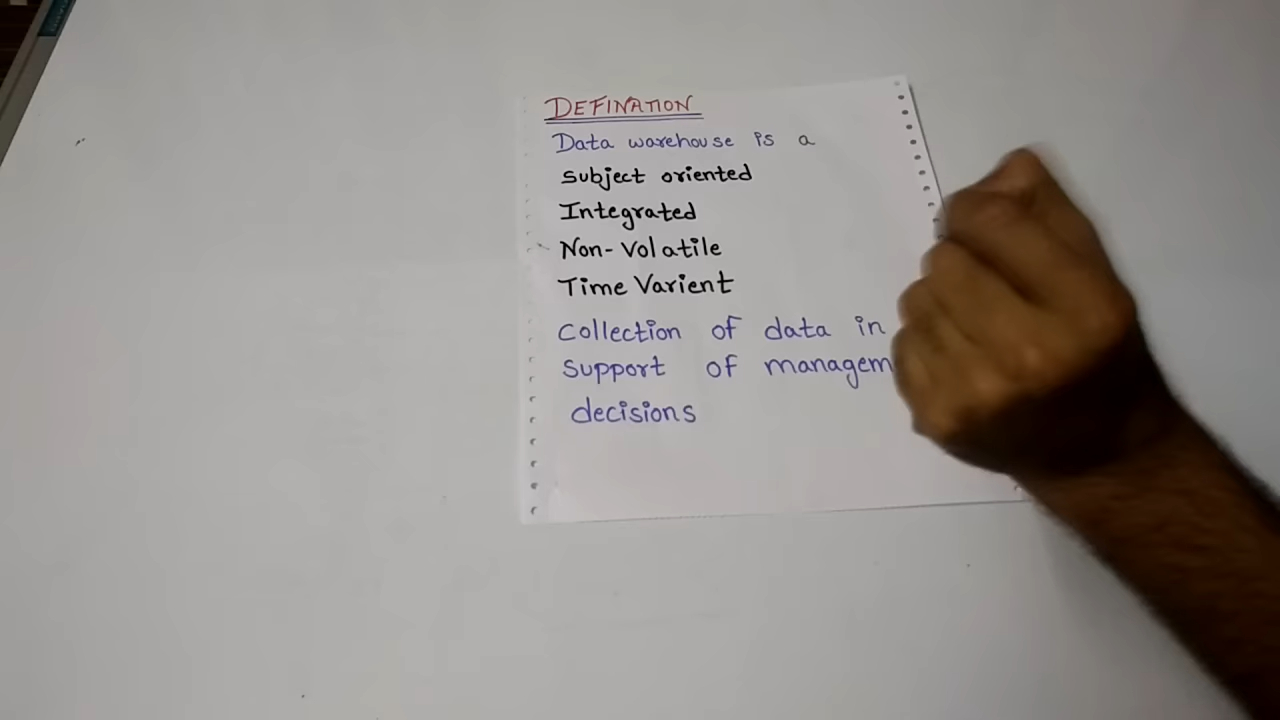 DEFINATION
Data warehouse is a
Subject oriented
Integrated
Non-Volatile
Time Varient
Collection of data in
support of managem
decisions